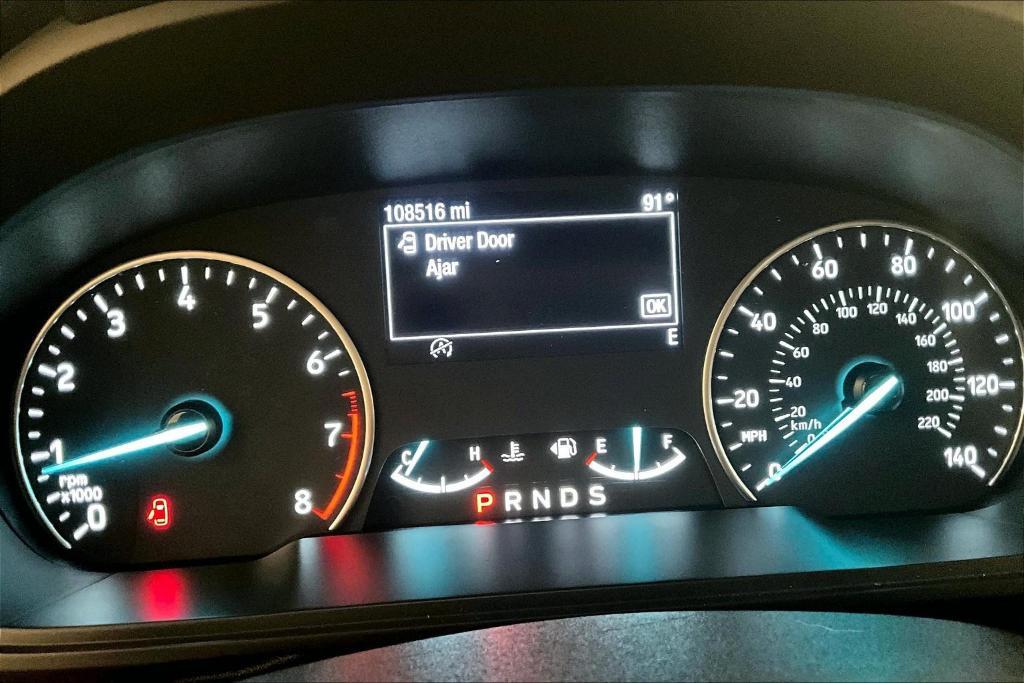 108516 mi 91°
Driver Door
Ajar
OK
E
0 1 2 3 4 5 6 7 8
rpm
x1000
C H E F
P R N D S
0 20 40 60 80 100 120 140
MPH
km/h
0 20 40 60 80 100 120 140 160 180 200 220